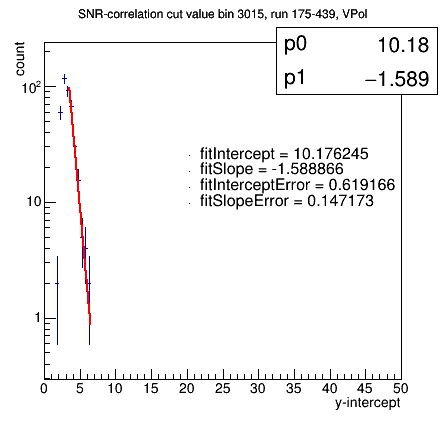 SNR-correlation cut value bin 3015, run 175-439, VPol
p0 10.18
p1 −1.589
count
10²
10
1
fitIntercept = 10.176245
fitSlope = -1.588866
fitInterceptError = 0.619166
fitSlopeError = 0.147173
0 5 10 15 20 25 30 35 40 45 50
y-intercept